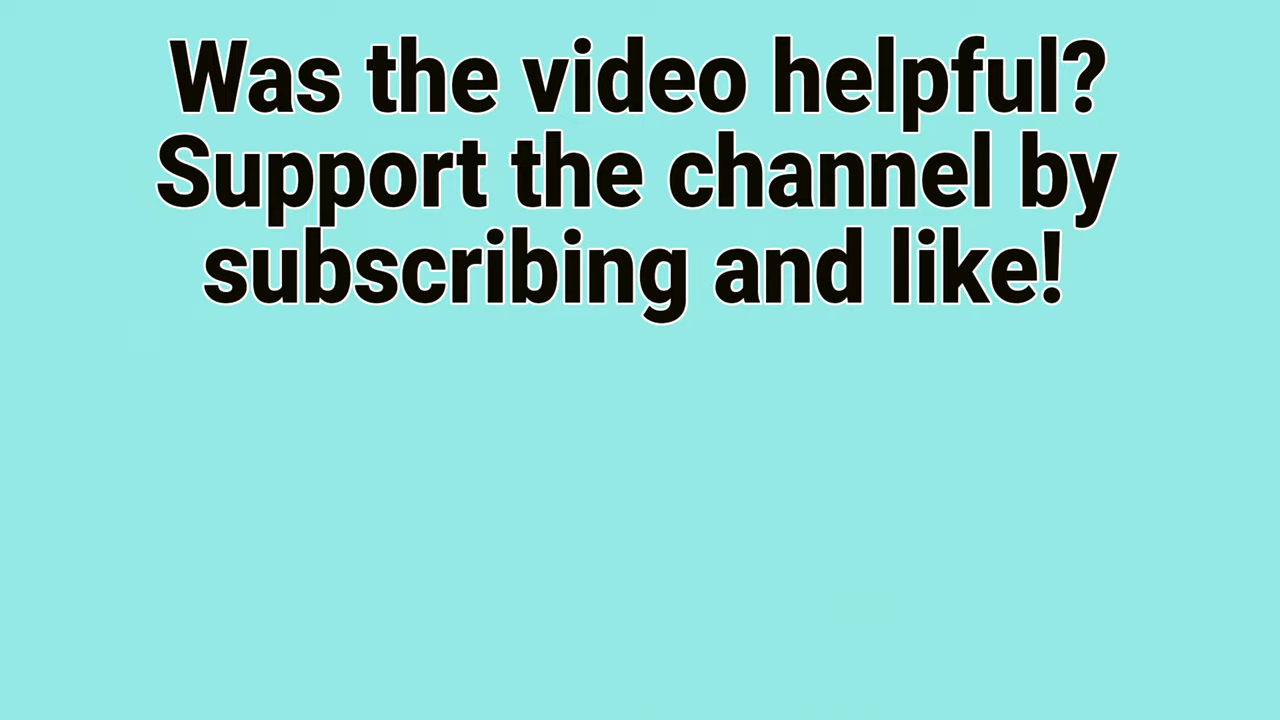 Was the video helpful?
Support the channel by
subscribing and like!